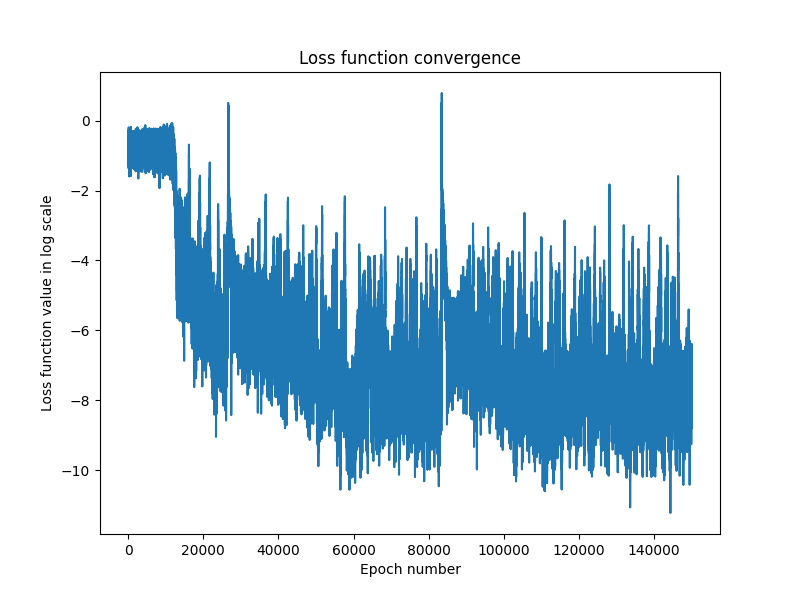 Loss function convergence
Loss function value in log scale
0
−2
−4
−6
−8
−10
0 20000 40000 60000 80000 100000 120000 140000
Epoch number